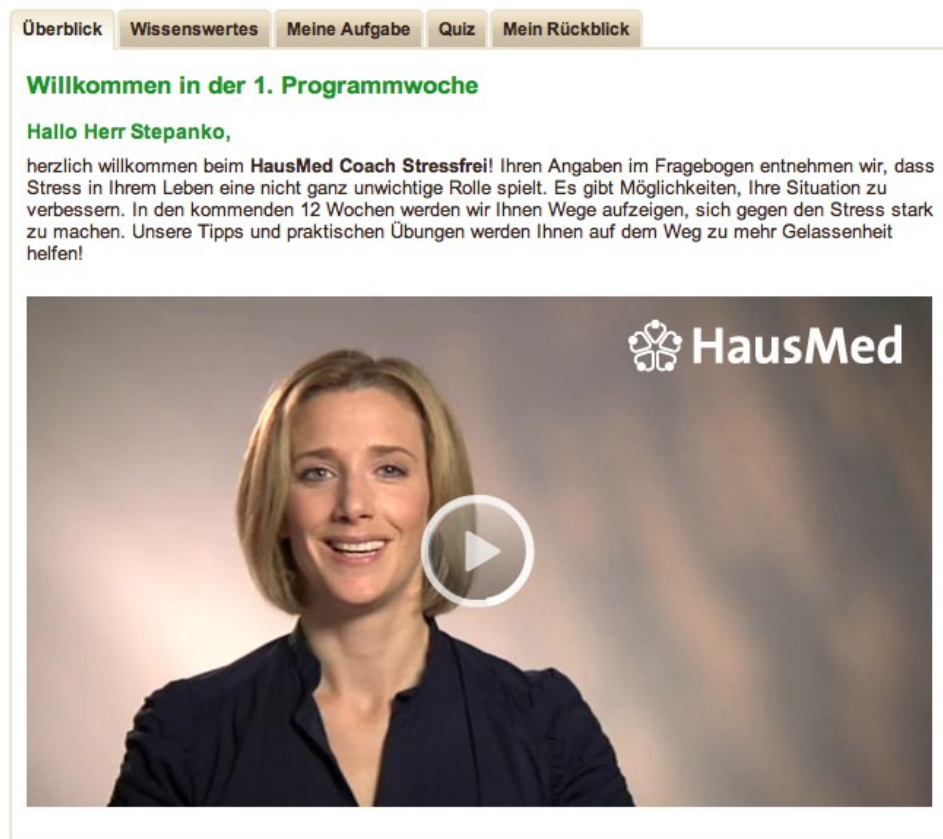 Überblick Wissenswertes Meine Aufgabe Quiz Mein Rückblick
Willkommen in der 1. Programmwoche
Hallo Herr Stepanko,
herzlich willkommen beim HausMed Coach Stressfrei! Ihren Angaben im Fragebogen entnehmen wir, dass
Stress in Ihrem Leben eine nicht ganz unwichtige Rolle spielt. Es gibt Möglichkeiten, Ihre Situation zu
verbessern. In den kommenden 12 Wochen werden wir Ihnen Wege aufzeigen, sich gegen den Stress stark
zu machen. Unsere Tipps und praktischen Übungen werden Ihnen auf dem Weg zu mehr Gelassenheit
helfen!
HausMed